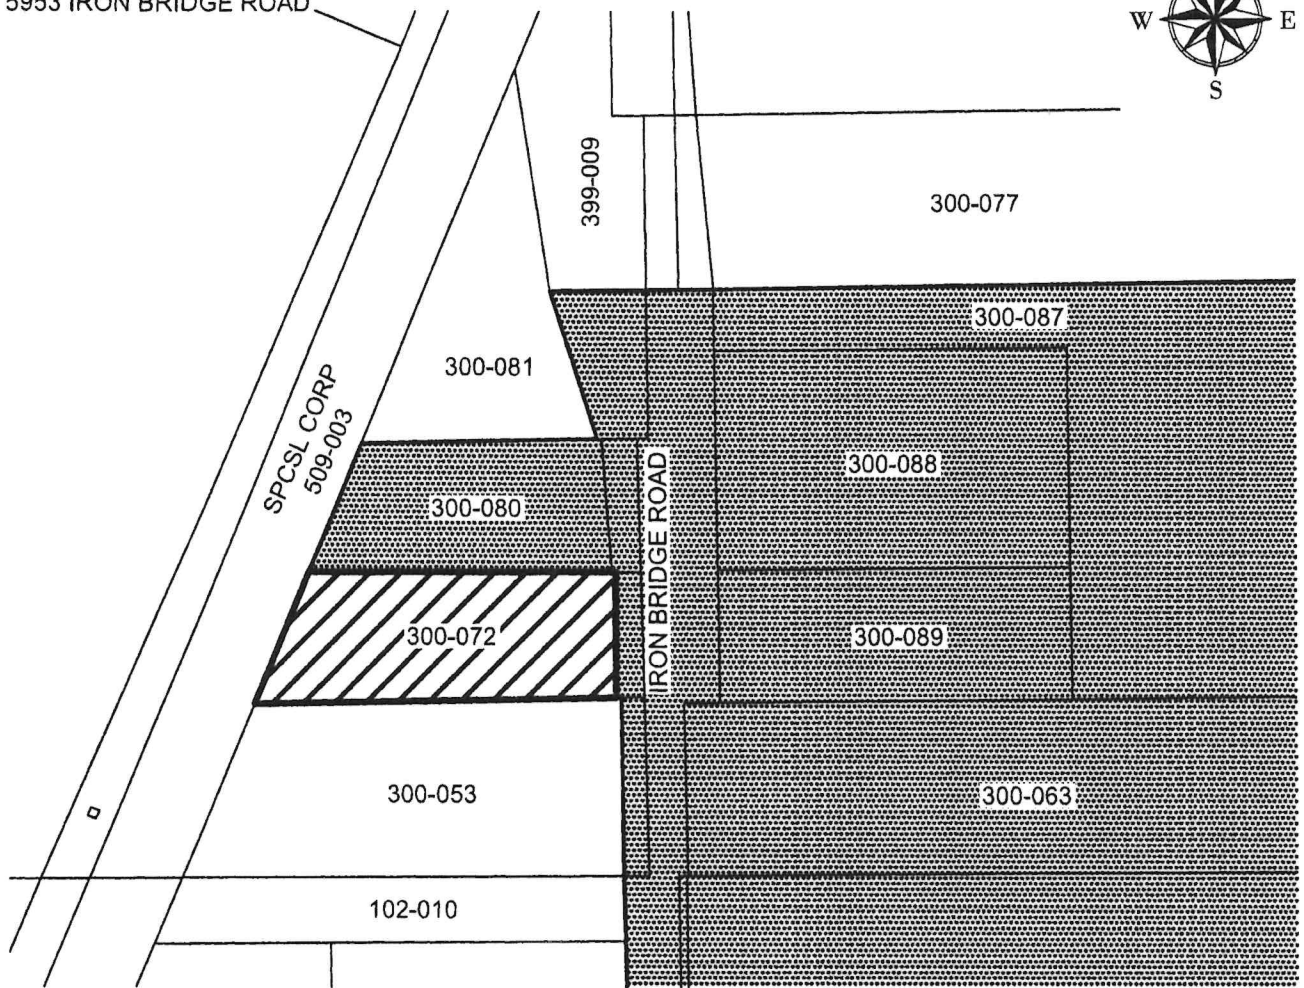 5953 IRON BRIDGE ROAD
W E
S
399-009
300-077
300-087
300-081
SPCSL CORP
509-003
300-088
300-080
IRON BRIDGE ROAD
300-072
300-089
300-053
300-063
102-010